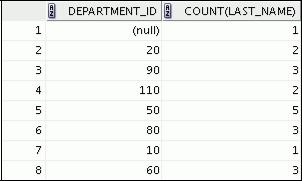 DEPARTMENT_ID COUNT(LAST_NAME)
1 (null) 1
2 20 2
3 90 3
4 110 2
5 50 5
6 80 3
7 10 1
8 60 3